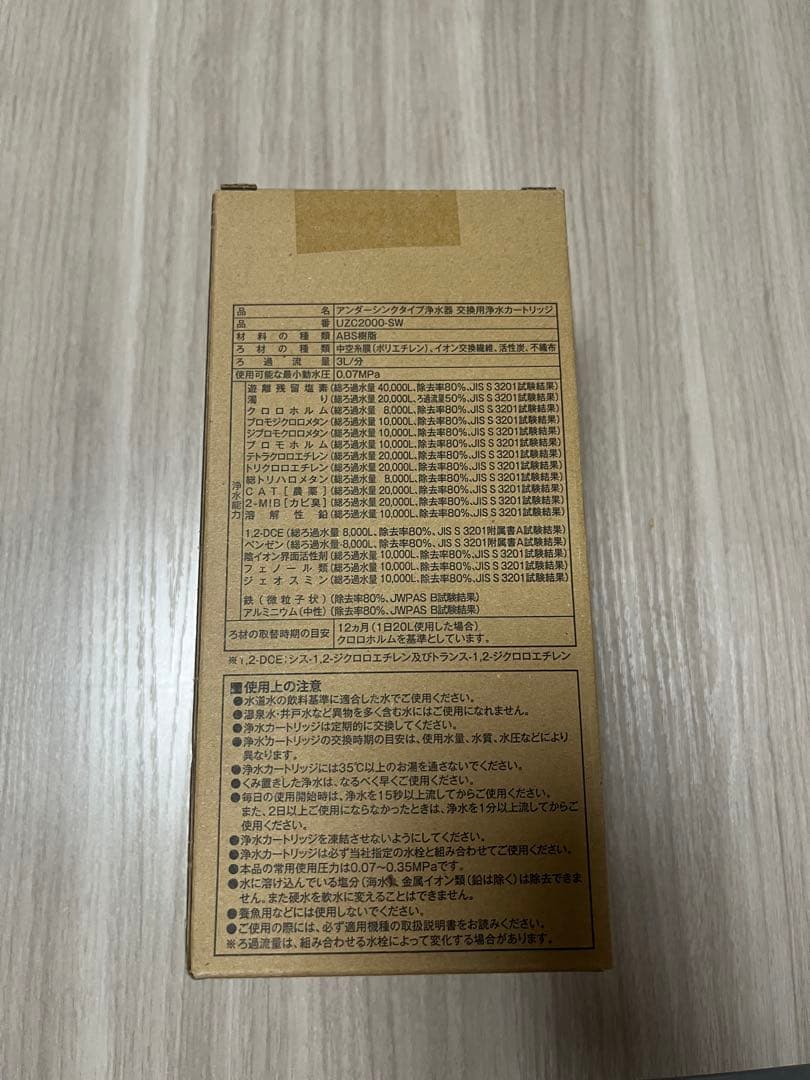 品名 アンダーシンクタイプ浄水器 交換用浄水カートリッジ
品番 UZC2000-SW
材料の種類 ABS樹脂
ろ材の種類 中空糸膜(ポリエチレン)、イオン交換繊維、活性炭、不織布
ろ過流量 3L/分
使用可能な最小動水圧 0.07MPa
浄水能力
遊離残留塩素(総ろ過水量 40,000L、除去率80%、JIS S 3201試験結果)
濁り(総ろ過水量 20,000L、ろ過流量50%、JIS S 3201試験結果)
クロロホルム(総ろ過水量 8,000L、除去率80%、JIS S 3201試験結果)
ブロモジクロロメタン(総ろ過水量 10,000L、除去率80%、JIS S 3201試験結果)
ジブロモクロロメタン(総ろ過水量 10,000L、除去率80%、JIS S 3201試験結果)
ブロモホルム(総ろ過水量 10,000L、除去率80%、JIS S 3201試験結果)
テトラクロロエチレン(総ろ過水量 20,000L、除去率80%、JIS S 3201試験結果)
トリクロロエチレン(総ろ過水量 20,000L、除去率80%、JIS S 3201試験結果)
総トリハロメタン(総ろ過水量 8,000L、除去率80%、JIS S 3201試験結果)
CAT[農薬](総ろ過水量 20,000L、除去率80%、JIS S 3201試験結果)
2-MIB[カビ臭](総ろ過水量 20,000L、除去率80%、JIS S 3201試験結果)
溶解性鉛(総ろ過水量 10,000L、除去率80%、JIS S 3201試験結果)
1,2-DCE(総ろ過水量 8,000L、除去率80%、JIS S 3201附属書A試験結果)
ベンゼン(総ろ過水量 8,000L、除去率80%、JIS S 3201附属書A試験結果)
陰イオン界面活性剤(総ろ過水量 10,000L、除去率80%、JIS S 3201試験結果)
フェノール類(総ろ過水量 10,000L、除去率80%、JIS S 3201試験結果)
ジェオスミン(総ろ過水量 10,000L、除去率80%、JIS S 3201試験結果)
鉄(微粒子状)(除去率80%、JWPAS B試験結果)
アルミニウム(中性)(除去率80%、JWPAS B試験結果)
ろ材の取替時期の目安 12ヵ月(1日20L使用した場合)
クロロホルムを基準としています。
※1,2-DCE:シス-1,2-ジクロロエチレン及びトランス-1,2-ジクロロエチレン
使用上の注意
●水道水の飲料基準に適合した水でご使用ください。
●温泉水・井戸水など異物を多く含む水にはご使用になれません。
●浄水カートリッジは定期的に交換してください。
●浄水カートリッジの交換時期の目安は、使用水量、水質、水圧などにより
異なります。
●浄水カートリッジには35℃以上のお湯を通さないでください。
●くみ置きした浄水は、なるべく早くご使用ください。
●毎日の使用開始時は、浄水を15秒以上流してからご使用ください。
また、2日以上ご使用にならなかったときは、浄水を1分以上流してからご
使用ください。
●浄水カートリッジを凍結させないようにしてください。
●浄水カートリッジは必ず当社指定の水栓と組み合わせてご使用ください。
●本品の常用使用圧力は0.07〜0.35MPaです。
●水に溶け込んでいる塩分(海水)、金属イオン類(鉛は除く)は除去できま
せん。また硬水を軟水に変えることはできません。
●養魚用などには使用しないでください。
●ご使用の際には、必ず適用機種の取扱説明書をお読みください。
※ろ過流量は、組み合わせる水栓によって変化する場合があります。